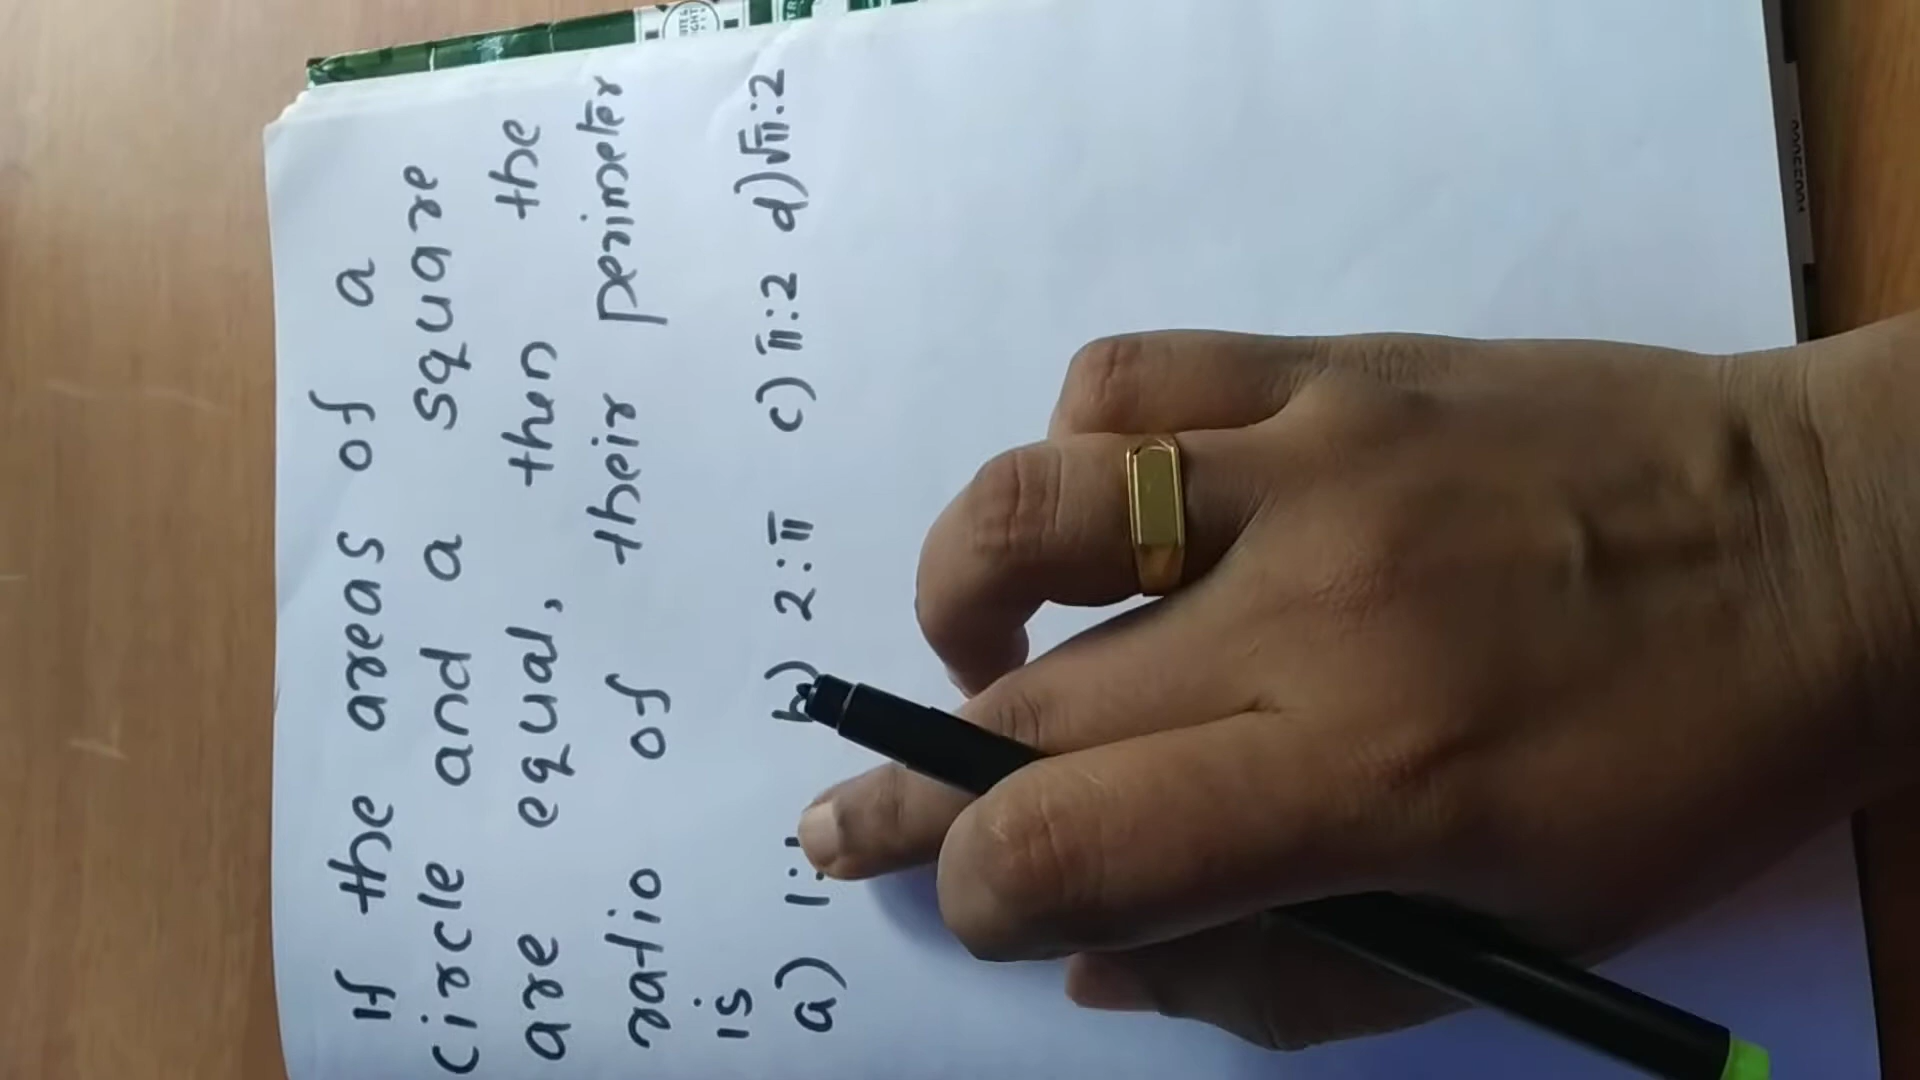 If the areas of a
circle and a square
are equal, then the
ratio of their perimeter
is
a) 1: b) 2:π c) π:2 d) √π:2